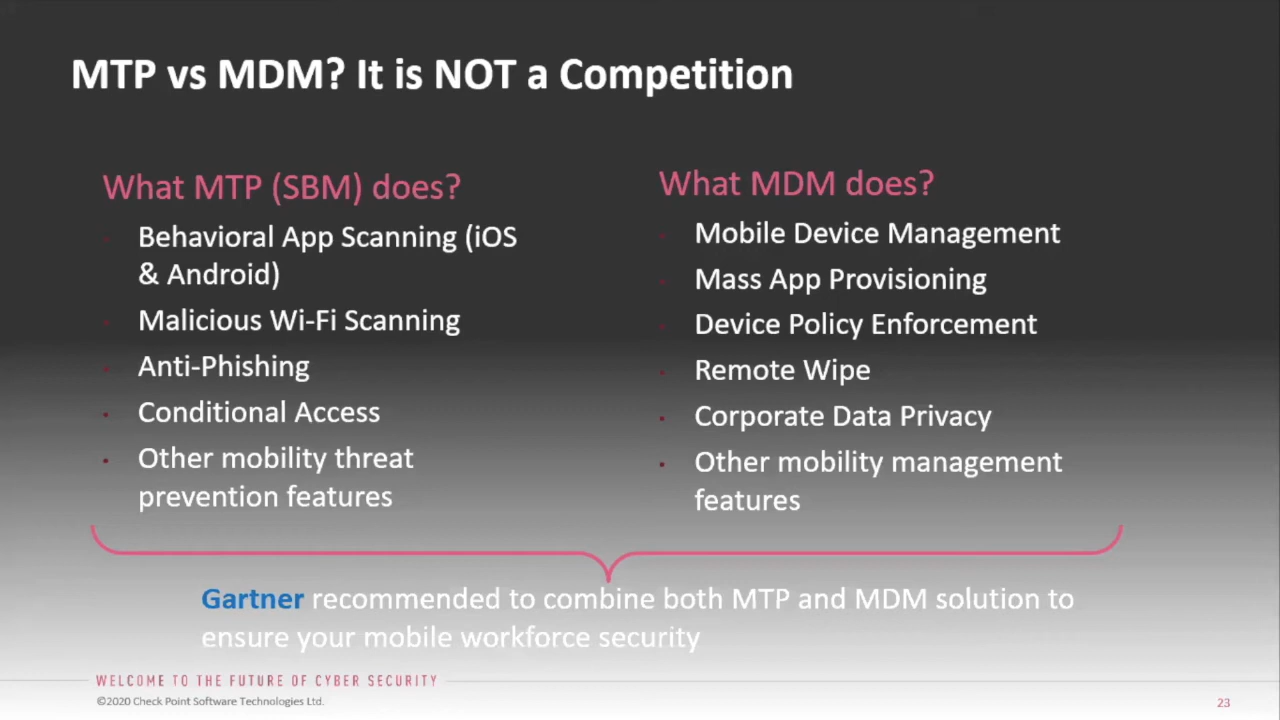 MTP vs MDM? It is NOT a Competition
What MTP (SBM) does?
Behavioral App Scanning (iOS
& Android)
Malicious Wi-Fi Scanning
Anti-Phishing
Conditional Access
Other mobility threat
prevention features
What MDM does?
Mobile Device Management
Mass App Provisioning
Device Policy Enforcement
Remote Wipe
Corporate Data Privacy
Other mobility management
features
Gartner recommended to combine both MTP and MDM solution to
ensure your mobile workforce security
WELCOME TO THE FUTURE OF CYBER SECURITY
©2020 Check Point Software Technologies Ltd.
23